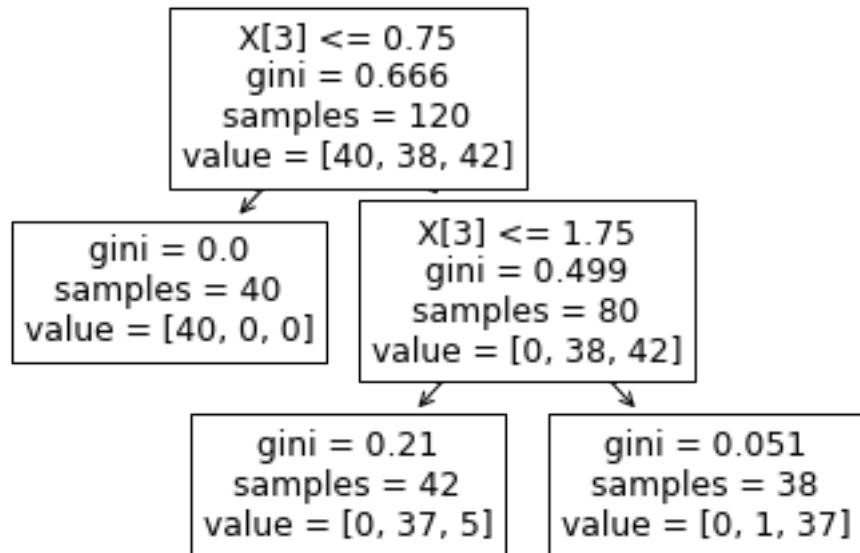 X[3] <= 0.75
gini = 0.666
samples = 120
value = [40, 38, 42]
gini = 0.0
samples = 40
value = [40, 0, 0]
X[3] <= 1.75
gini = 0.499
samples = 80
value = [0, 38, 42]
gini = 0.21
samples = 42
value = [0, 37, 5]
gini = 0.051
samples = 38
value = [0, 1, 37]